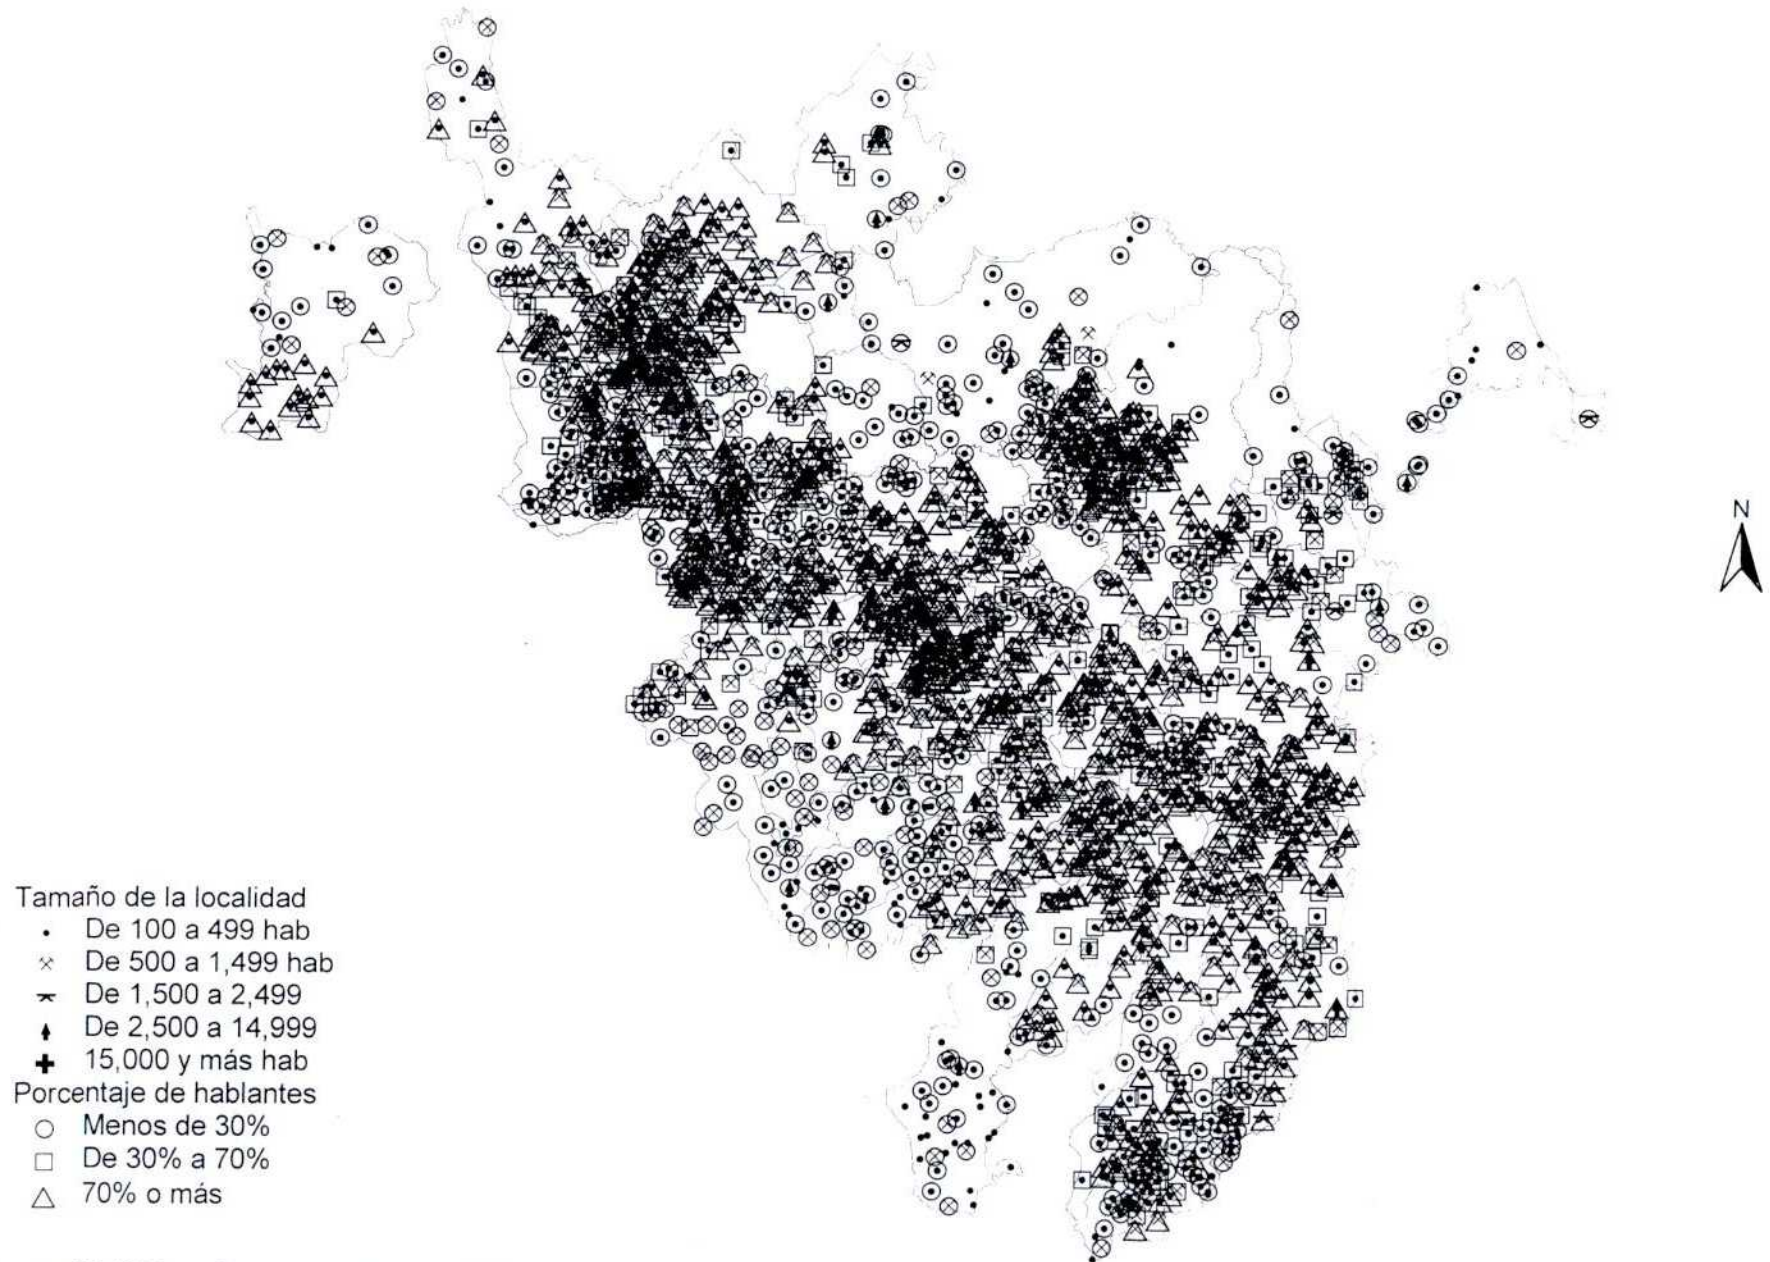 N
Tamaño de la localidad
De 100 a 499 hab
De 500 a 1,499 hab
De 1,500 a 2,499
De 2,500 a 14,999
15,000 y más hab
Porcentaje de hablantes
Menos de 30%
De 30% a 70%
70% o más